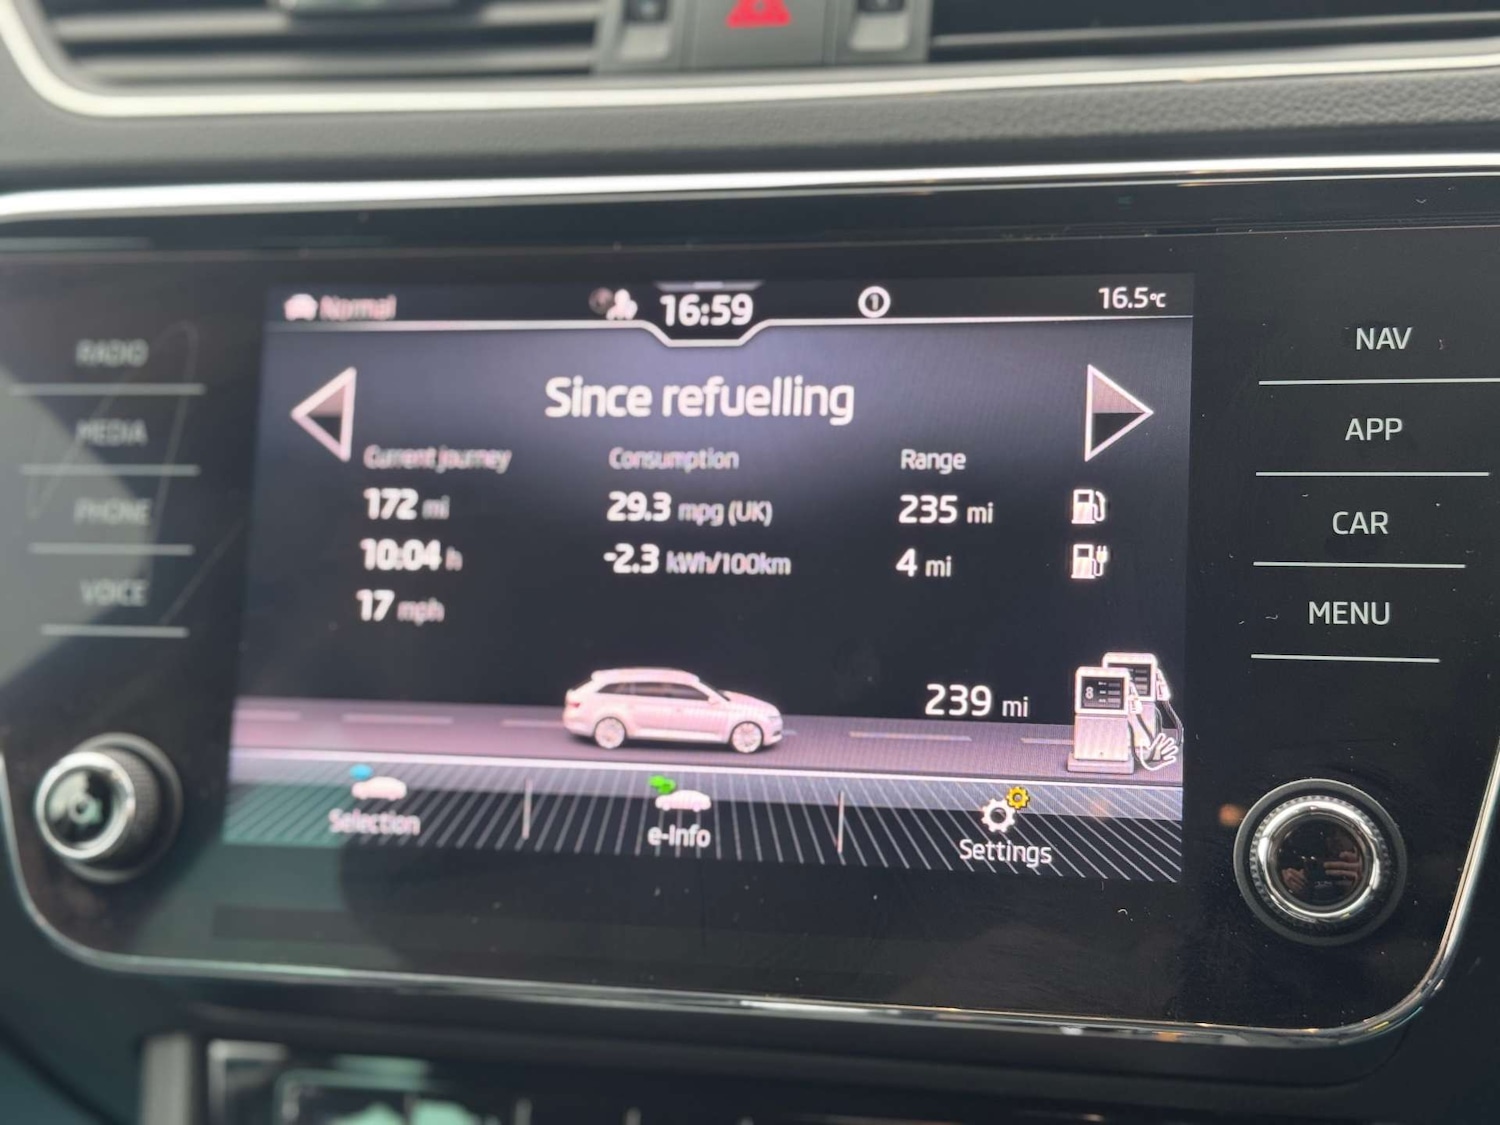 Normal 16:59 1 16.5°C
Since refuelling
Current journey Consumption Range
172 mi 29.3 mpg (UK) 235 mi
10:04 h -2.3 kWh/100km 4 mi
17 mph
239 mi
8
Selection e-Info Settings
RADIO
MEDIA
PHONE
VOICE
NAV
APP
CAR
MENU